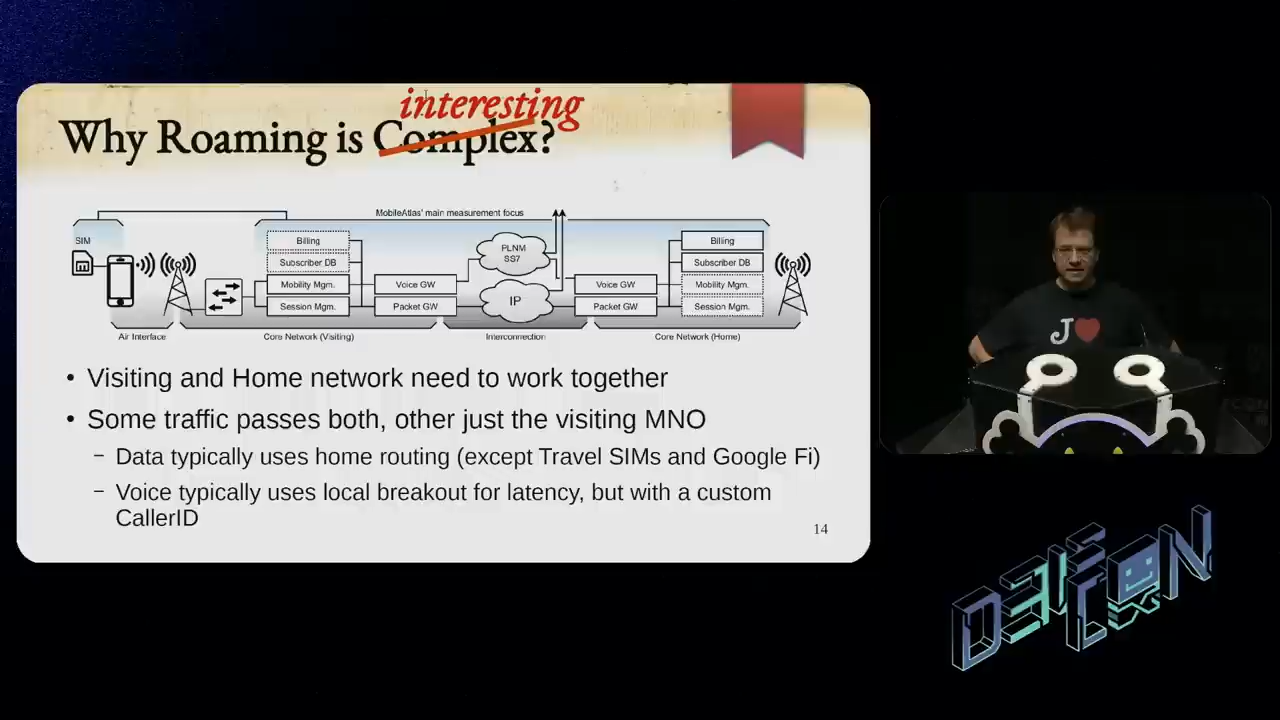 interesting
Why Roaming is Complex?
MobileAtlas' main measurement focus
SIM
Billing
Subscriber DB
Mobility Mgm.
Session Mgm.
Voice GW
Packet GW
PLNM
SS7
IP
Voice GW
Packet GW
Billing
Subscriber DB
Mobility Mgm.
Session Mgm.
Air Interface
Core Network (Visiting)
Interconnection
Core Network (Home)
• Visiting and Home network need to work together
• Some traffic passes both, other just the visiting MNO
– Data typically uses home routing (except Travel SIMs and Google Fi)
– Voice typically uses local breakout for latency, but with a custom
CallerID
14
J
DEF
CON